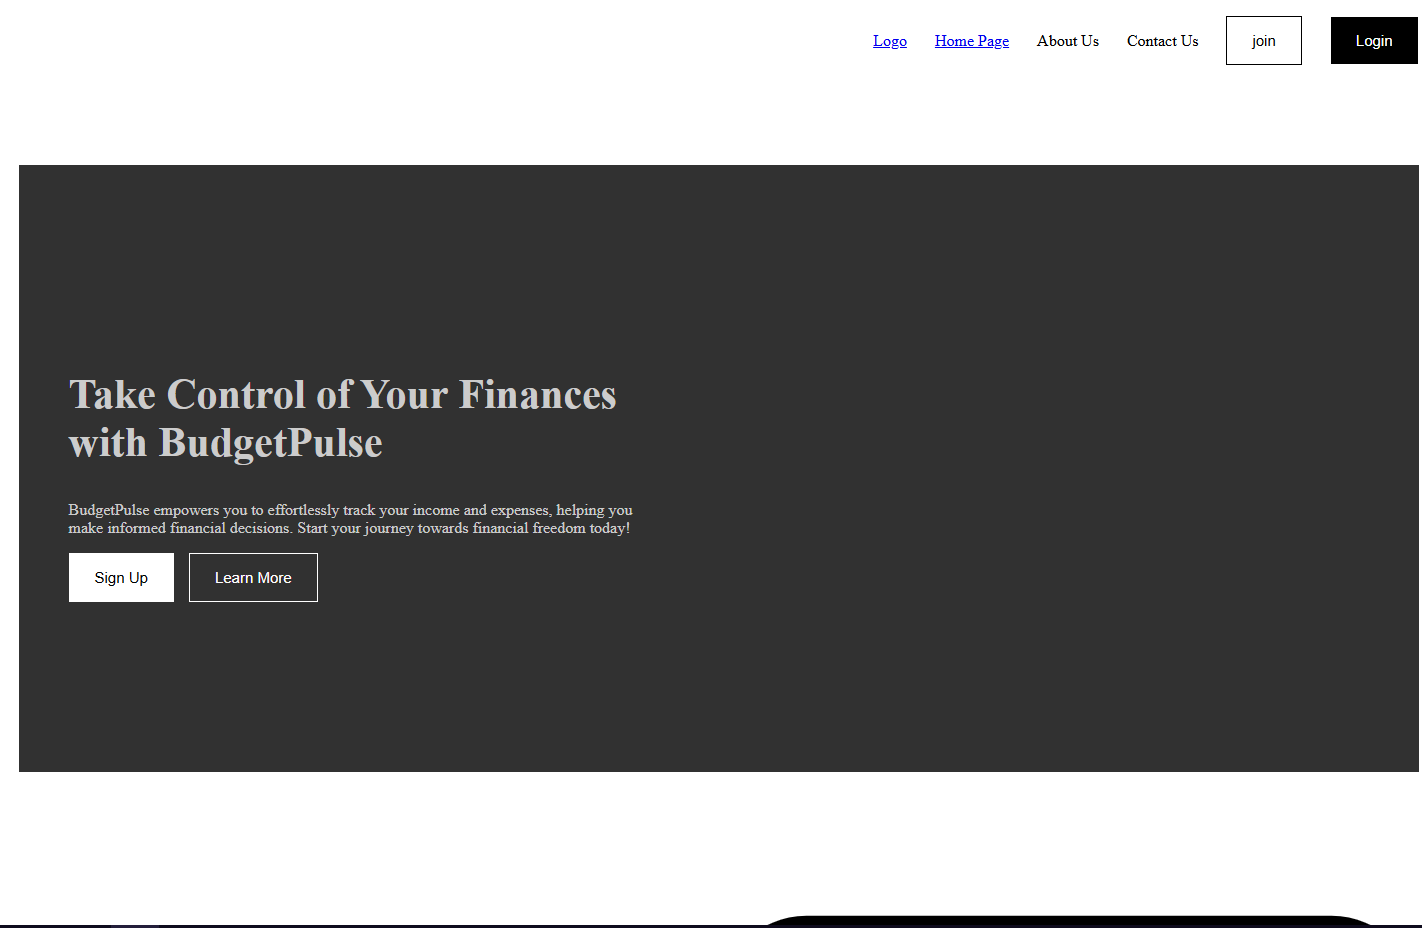 Logo Home Page About Us Contact Us join Login
Take Control of Your Finances
with BudgetPulse
BudgetPulse empowers you to effortlessly track your income and expenses, helping you
make informed financial decisions. Start your journey towards financial freedom today!
Sign Up Learn More